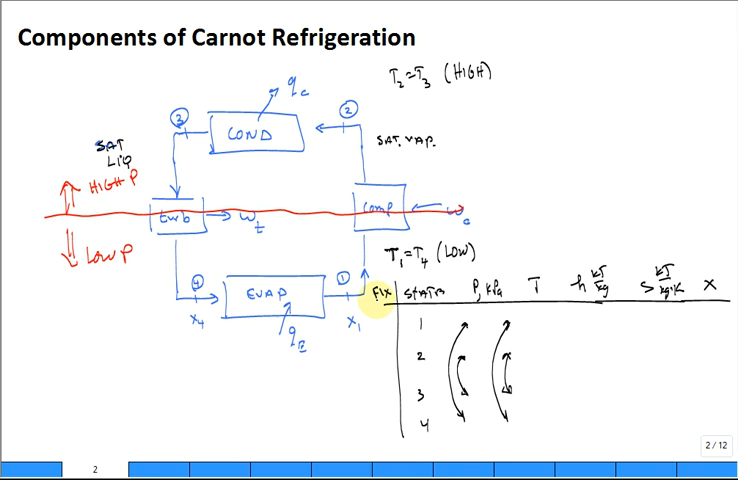 Components of Carnot Refrigeration
T2=T3 (HIGH)
qc
3
2
COND
SAT. VAP.
SAT
LIQ
HIGH P
turb
Wt
comp
Wc
LOW P
T1=T4 (LOW)
4
1
EVAP
x4
x1
qE
FIX STATE P, kPa T h kJ/kg s kJ/kg·K x
1
2
3
4
2 / 12
2